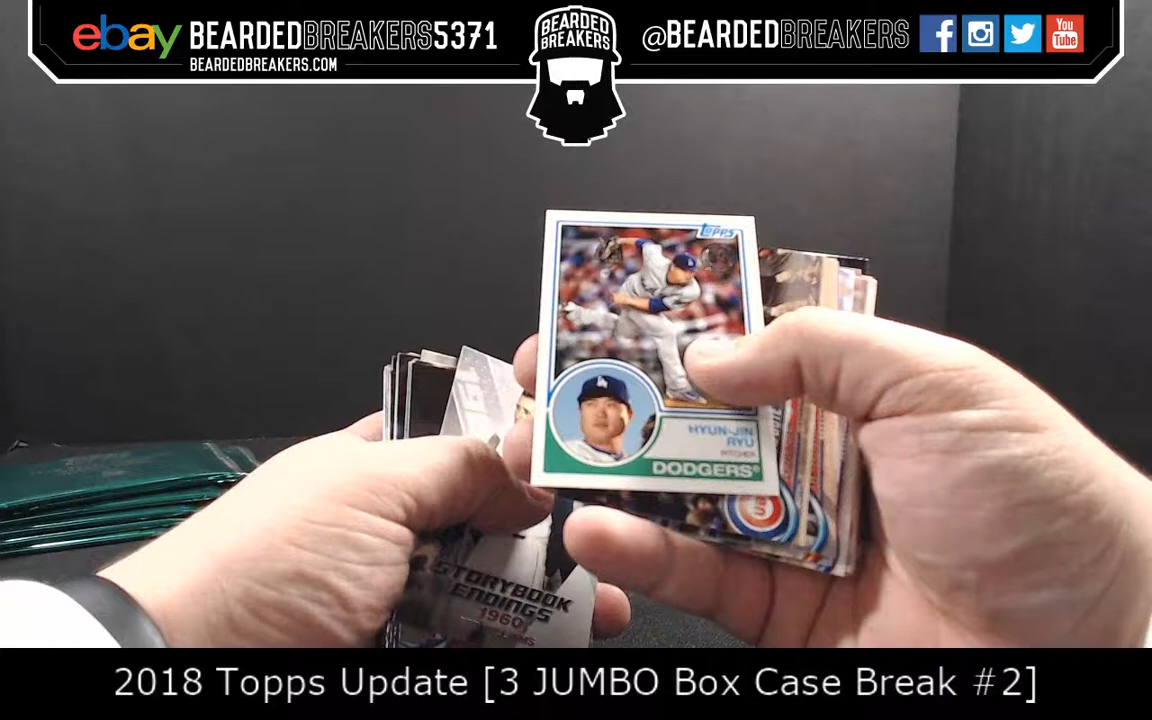 ebay BEARDEDBREAKERS5371
BEARDEDBREAKERS.COM
BEARDED
BREAKERS
@BEARDEDBREAKERS
You
Tube
TOPPS
HYUN-JIN
RYU
PITCHER
DODGERS®
STORYBOOK
ENDINGS
1960
2018 Topps Update [3 JUMBO Box Case Break #2]